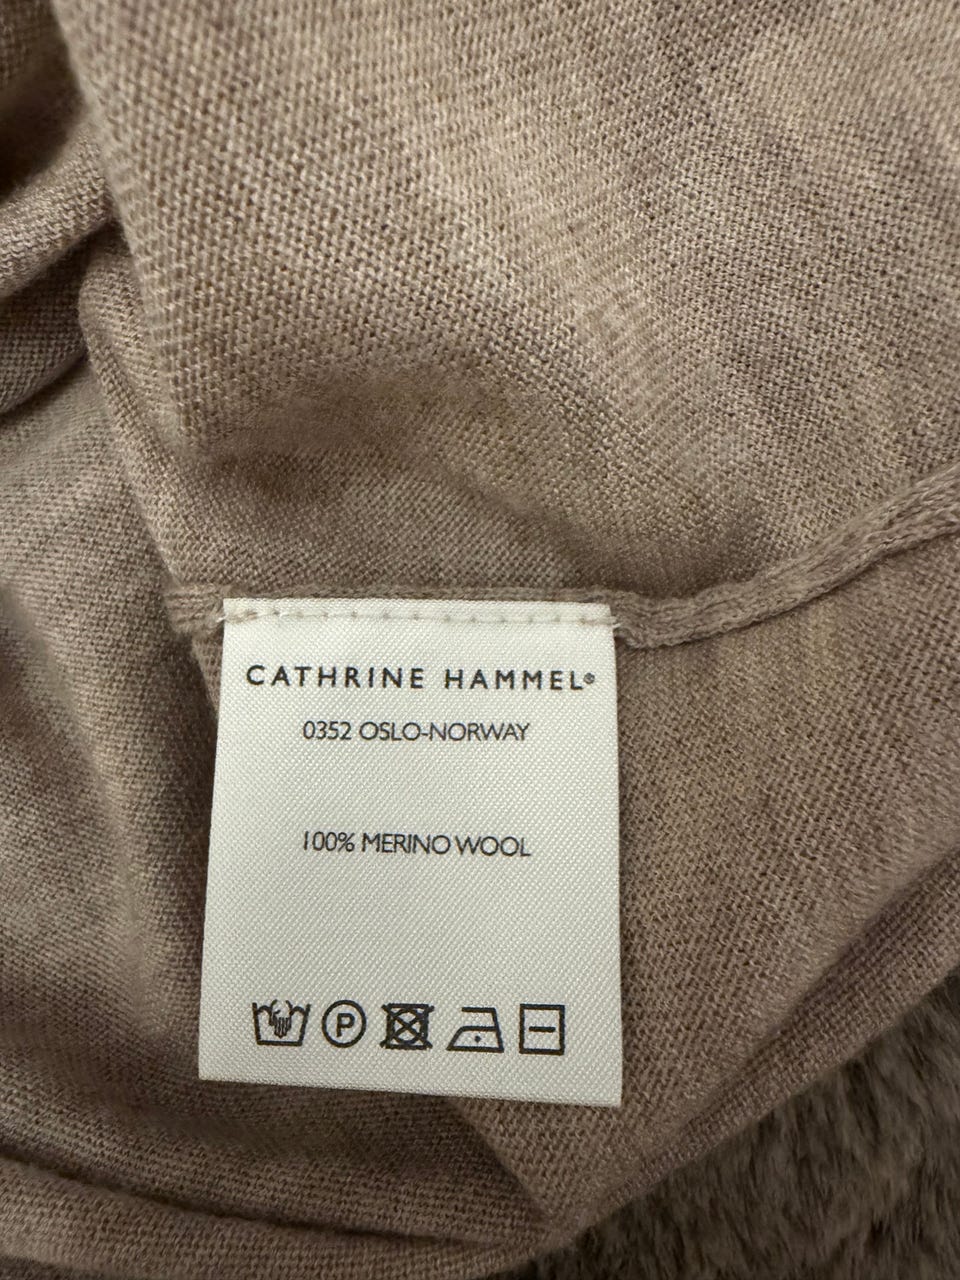 CATHRINE HAMMEL®
0352 OSLO-NORWAY
100% MERINO WOOL
P